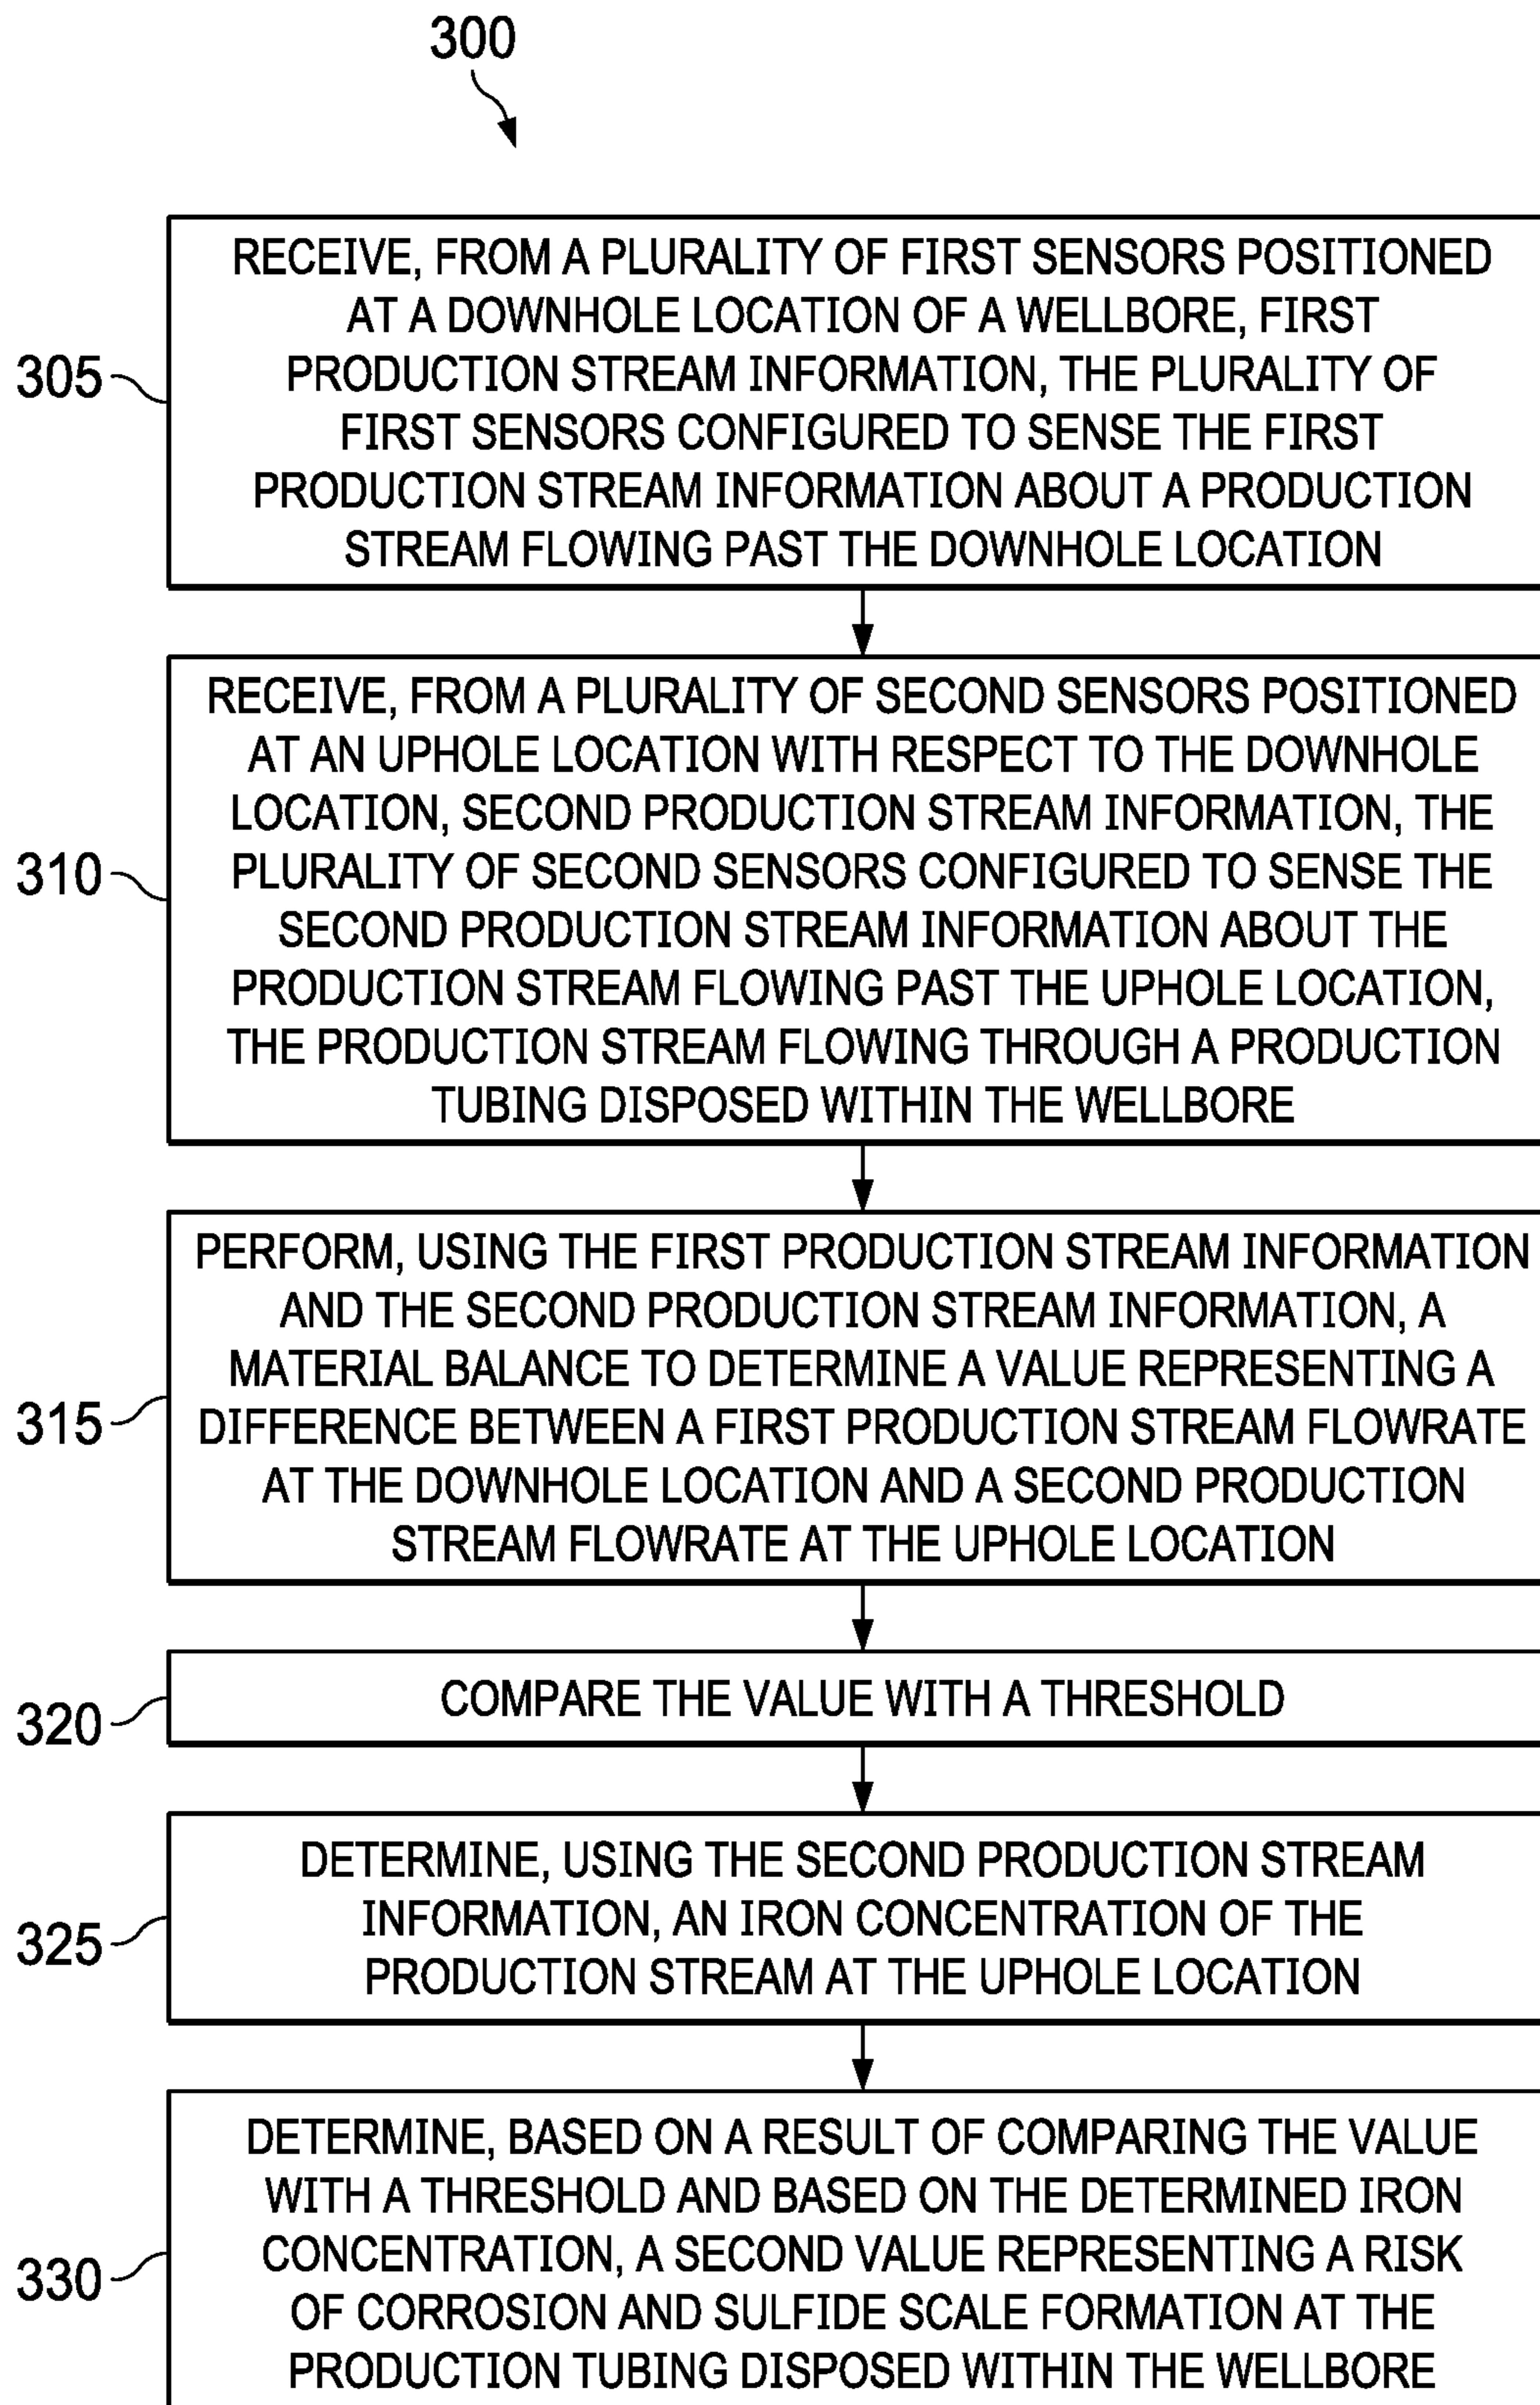 300
305
RECEIVE, FROM A PLURALITY OF FIRST SENSORS POSITIONED
AT A DOWNHOLE LOCATION OF A WELLBORE, FIRST
PRODUCTION STREAM INFORMATION, THE PLURALITY OF
FIRST SENSORS CONFIGURED TO SENSE THE FIRST
PRODUCTION STREAM INFORMATION ABOUT A PRODUCTION
STREAM FLOWING PAST THE DOWNHOLE LOCATION
310
RECEIVE, FROM A PLURALITY OF SECOND SENSORS POSITIONED
AT AN UPHOLE LOCATION WITH RESPECT TO THE DOWNHOLE
LOCATION, SECOND PRODUCTION STREAM INFORMATION, THE
PLURALITY OF SECOND SENSORS CONFIGURED TO SENSE THE
SECOND PRODUCTION STREAM INFORMATION ABOUT THE
PRODUCTION STREAM FLOWING PAST THE UPHOLE LOCATION,
THE PRODUCTION STREAM FLOWING THROUGH A PRODUCTION
TUBING DISPOSED WITHIN THE WELLBORE
315
PERFORM, USING THE FIRST PRODUCTION STREAM INFORMATION
AND THE SECOND PRODUCTION STREAM INFORMATION, A
MATERIAL BALANCE TO DETERMINE A VALUE REPRESENTING A
DIFFERENCE BETWEEN A FIRST PRODUCTION STREAM FLOWRATE
AT THE DOWNHOLE LOCATION AND A SECOND PRODUCTION
STREAM FLOWRATE AT THE UPHOLE LOCATION
320
COMPARE THE VALUE WITH A THRESHOLD
325
DETERMINE, USING THE SECOND PRODUCTION STREAM
INFORMATION, AN IRON CONCENTRATION OF THE
PRODUCTION STREAM AT THE UPHOLE LOCATION
330
DETERMINE, BASED ON A RESULT OF COMPARING THE VALUE
WITH A THRESHOLD AND BASED ON THE DETERMINED IRON
CONCENTRATION, A SECOND VALUE REPRESENTING A RISK
OF CORROSION AND SULFIDE SCALE FORMATION AT THE
PRODUCTION TUBING DISPOSED WITHIN THE WELLBORE